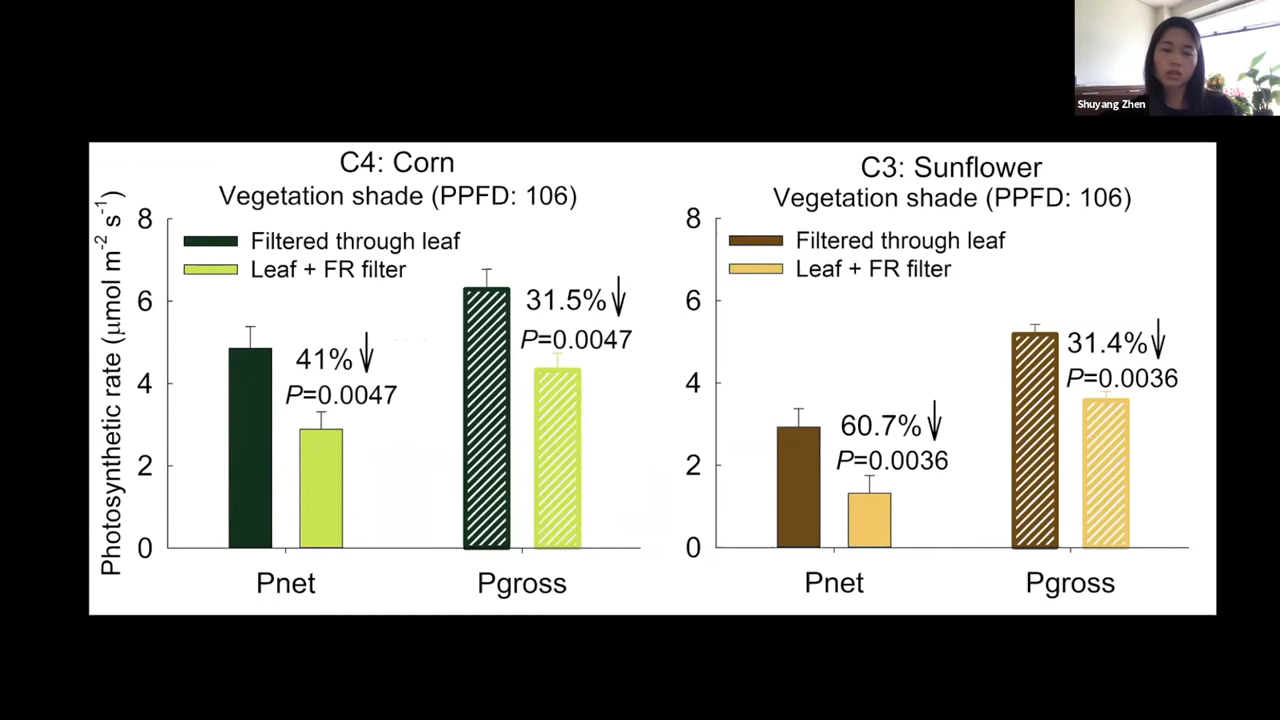 Shuyang Zhen
C4: Corn
Vegetation shade (PPFD: 106)
Photosynthetic rate (μmol m⁻² s⁻¹)
8
6
4
2
0
Filtered through leaf
Leaf + FR filter
41%↓
P=0.0047
31.5%↓
P=0.0047
Pnet
Pgross
C3: Sunflower
Vegetation shade (PPFD: 106)
8
6
4
2
0
Filtered through leaf
Leaf + FR filter
60.7%↓
P=0.0036
31.4%↓
P=0.0036
Pnet
Pgross